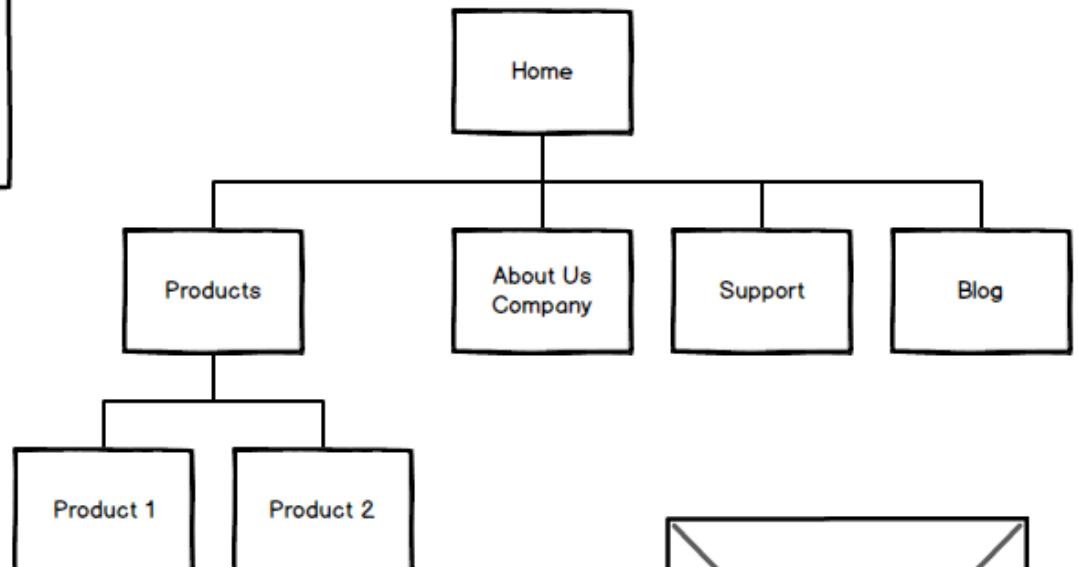 Home
Products
About Us
Company
Support
Blog
Product 1
Product 2